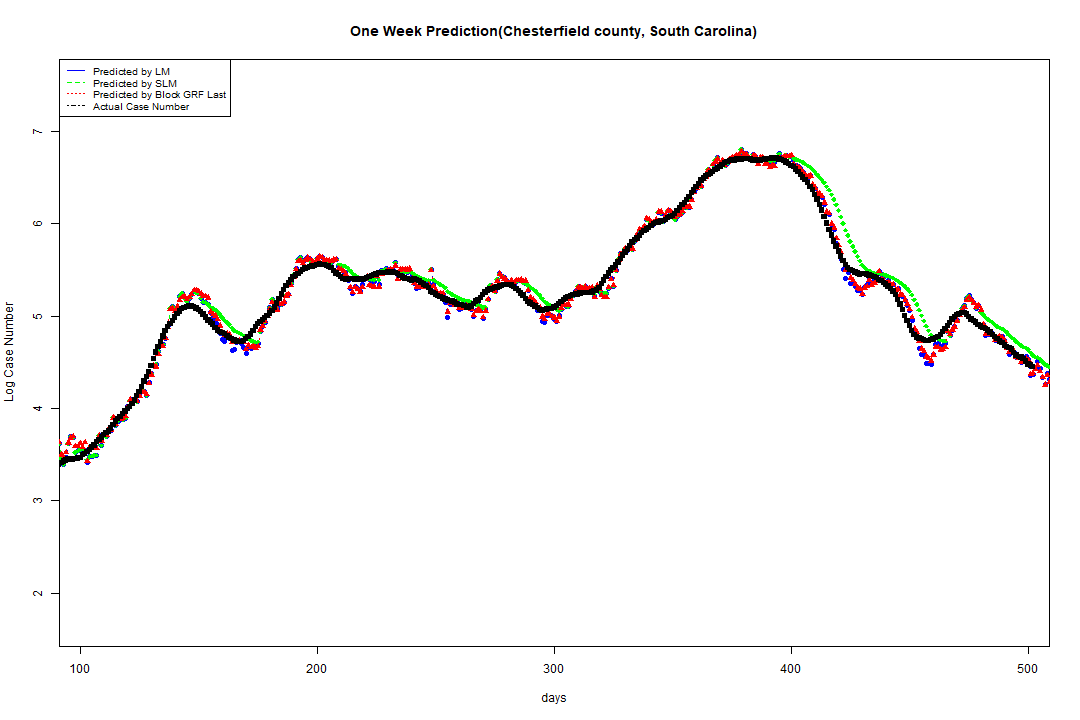 One Week Prediction(Chesterfield county, South Carolina)
Predicted by LM
Predicted by SLM
Predicted by Block GRF Last
Actual Case Number
7
6
5
4
3
2
Log Case Number
100 200 300 400 500
days